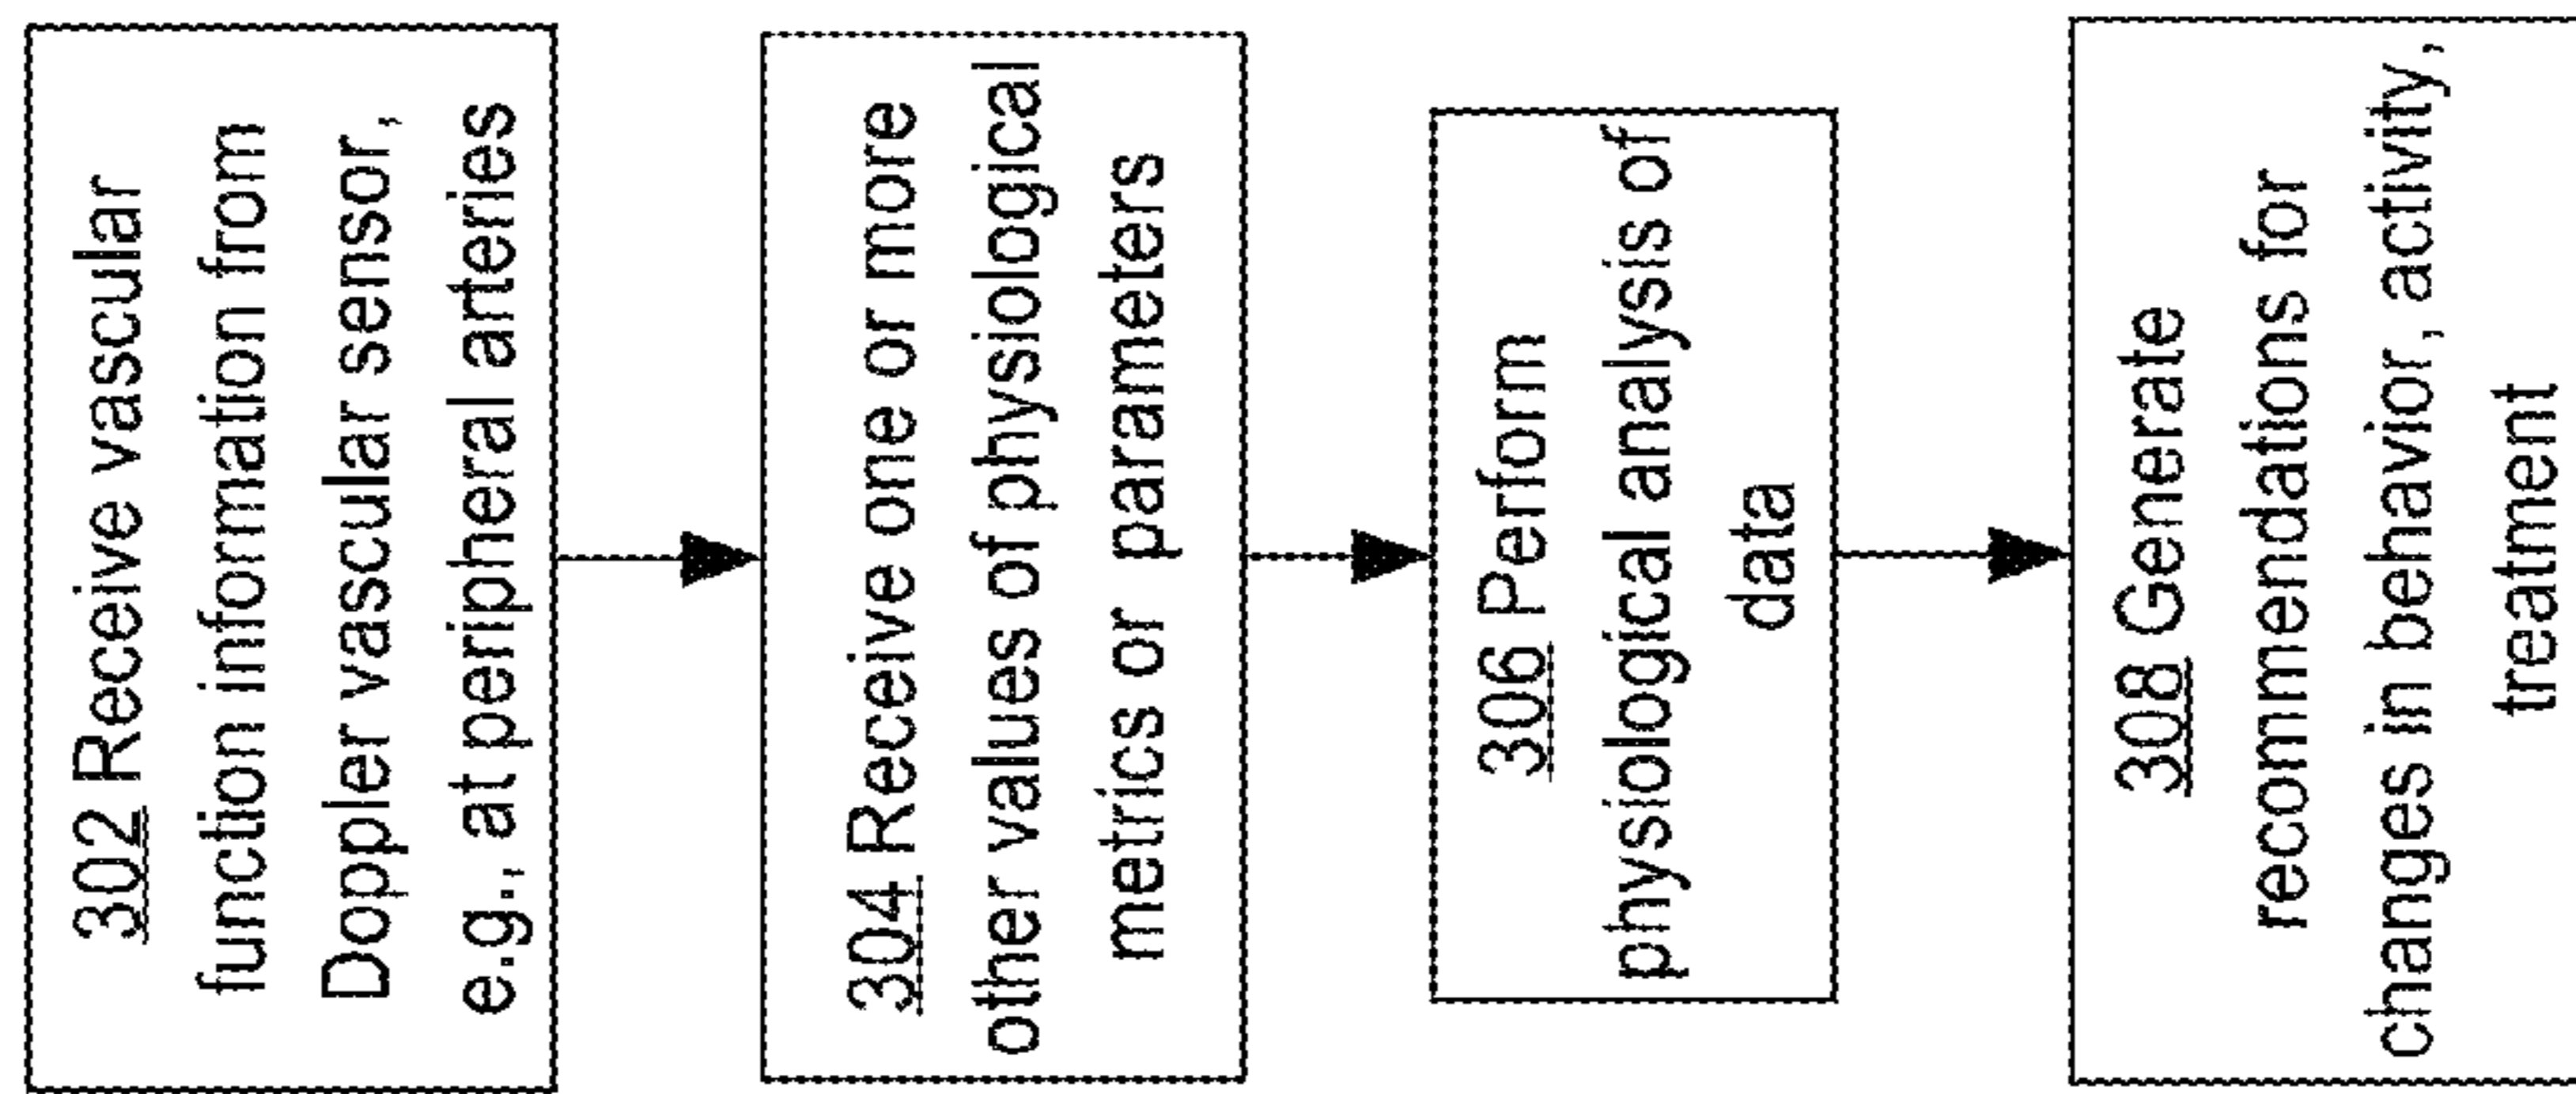 302 Receive vascular
function information from
Doppler vascular sensor,
e.g., at peripheral arteries
304 Receive one or more
other values of physiological
metrics or parameters
306 Perform
physiological analysis of
data
308 Generate
recommendations for
changes in behavior, activity,
treatment